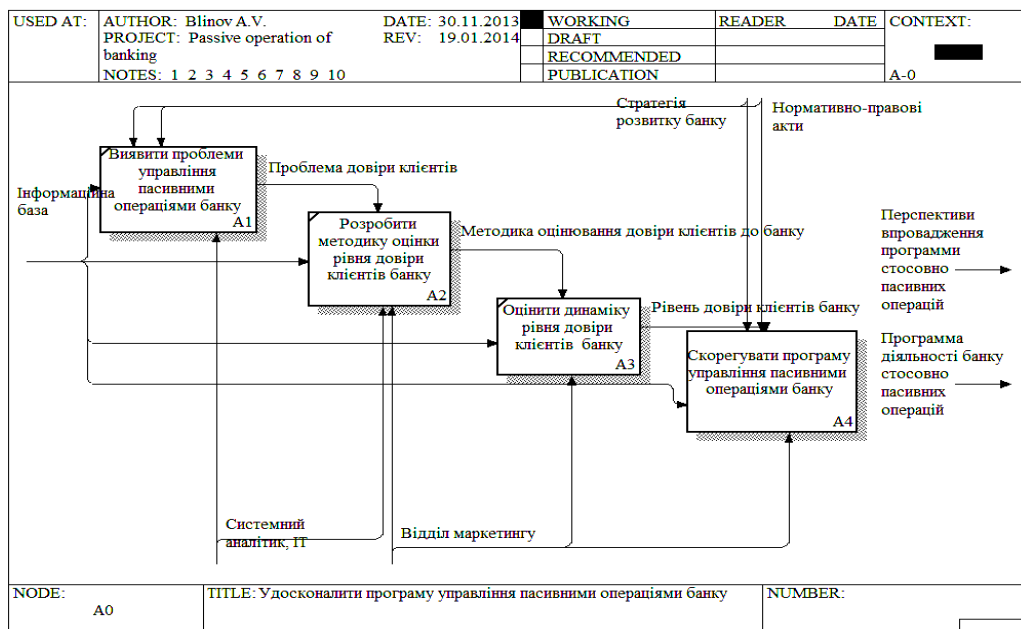 USED AT:
AUTHOR: Blinov A.V.
DATE: 30.11.2013
PROJECT: Passive operation of
REV: 19.01.2014
banking
NOTES: 1 2 3 4 5 6 7 8 9 10
WORKING
DRAFT
RECOMMENDED
PUBLICATION
READER DATE
CONTEXT:
A-0
Стратегія
розвитку банку
Нормативно-правові
акти
Виявити проблеми
управління
пасивними
операціями банку
A1
Проблема довіри клієнтів
Інформаційна
база
Розробити
методику оцінки
рівня довіри
клієнтів банку
A2
Методика оцінювання довіри клієнтів до банку
Перспективи
впровадження
программи
стосовно
пасивних
операцій
Оцінити динаміку
рівня довіри
клієнтів банку
A3
Рівень довіри клієнтів банку
Скорегувати програму
управління пасивними
операціями банку
A4
Программа
діяльності банку
стосовно
пасивних
операцій
Системний
аналітик, ІТ
Відділ маркетингу
NODE:
A0
TITLE: Удосконалити програму управління пасивними операціями банку
NUMBER: